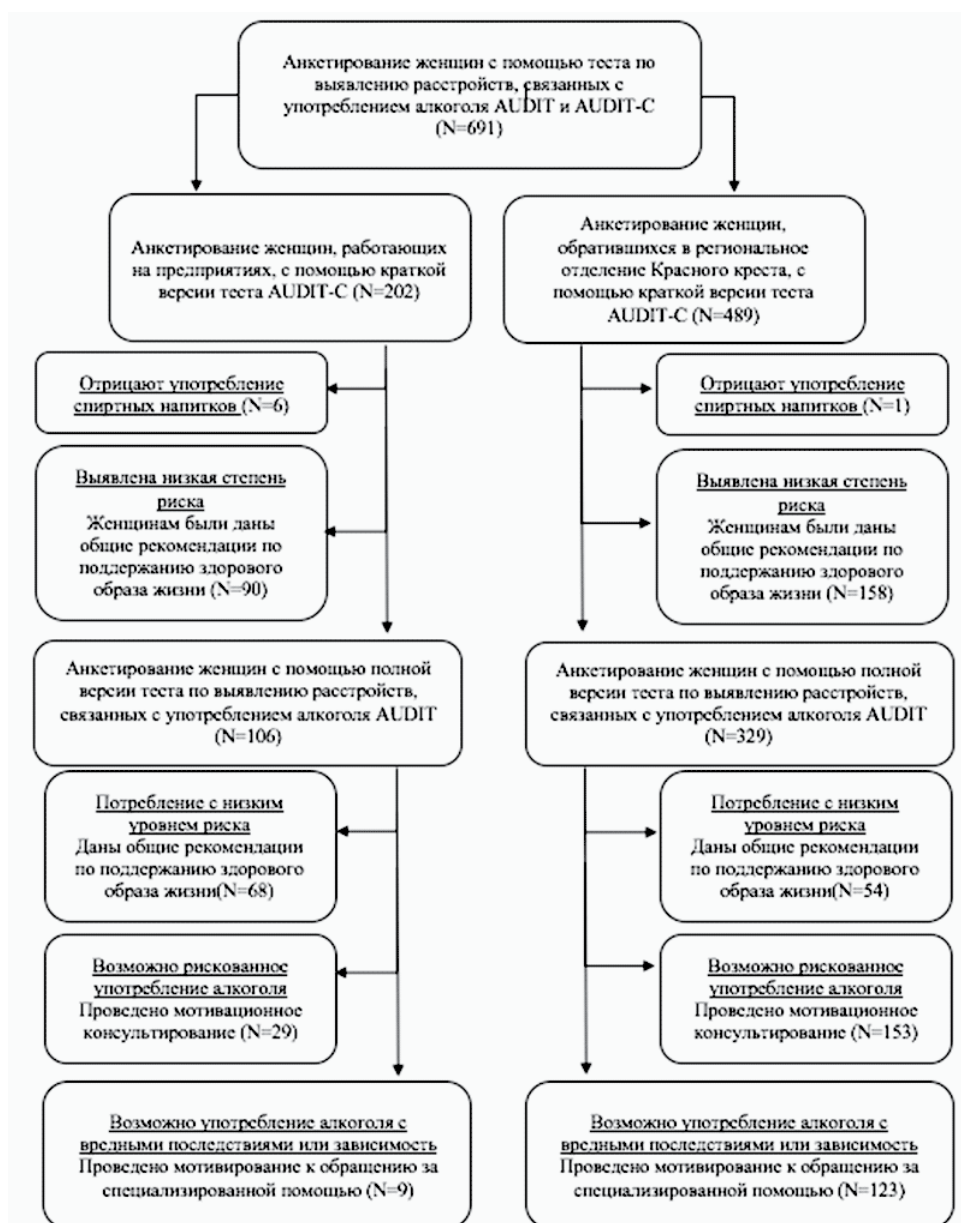 Анкетирование женщин с помощью теста по
выявлению расстройств, связанных с
употреблением алкоголя AUDIT и AUDIT-C
(N=691)
Анкетирование женщин, работающих
на предприятиях, с помощью краткой
версии теста AUDIT-C (N=202)
Анкетирование женщин,
обратившихся в региональное
отделение Красного креста, с
помощью краткой версии теста
AUDIT-C (N=489)
Отрицают употребление
спиртных напитков (N=6)
Отрицают употребление
спиртных напитков (N=1)
Выявлена низкая степень
риска
Женщинам были даны
общие рекомендации по
поддержанию здорового
образа жизни (N=90)
Выявлена низкая степень
риска
Женщинам были даны
общие рекомендации по
поддержанию здорового
образа жизни (N=158)
Анкетирование женщин с помощью полной
версии теста по выявлению расстройств,
связанных с употреблением алкоголя AUDIT
(N=106)
Анкетирование женщин с помощью полной
версии теста по выявлению расстройств,
связанных с употреблением алкоголя AUDIT
(N=329)
Потребление с низким
уровнем риска
Даны общие рекомендации
по поддержанию здорового
образа жизни(N=68)
Потребление с низким
уровнем риска
Даны общие рекомендации
по поддержанию здорового
образа жизни(N=54)
Возможно рискованное
употребление алкоголя
Проведено мотивационное
консультирование (N=29)
Возможно рискованное
употребление алкоголя
Проведено мотивационное
консультирование (N=153)
Возможно употребление алкоголя с
вредными последствиями или зависимость
Проведено мотивирование к обращению за
специализированной помощью (N=9)
Возможно употребление алкоголя с
вредными последствиями или зависимость
Проведено мотивирование к обращению за
специализированной помощью (N=123)